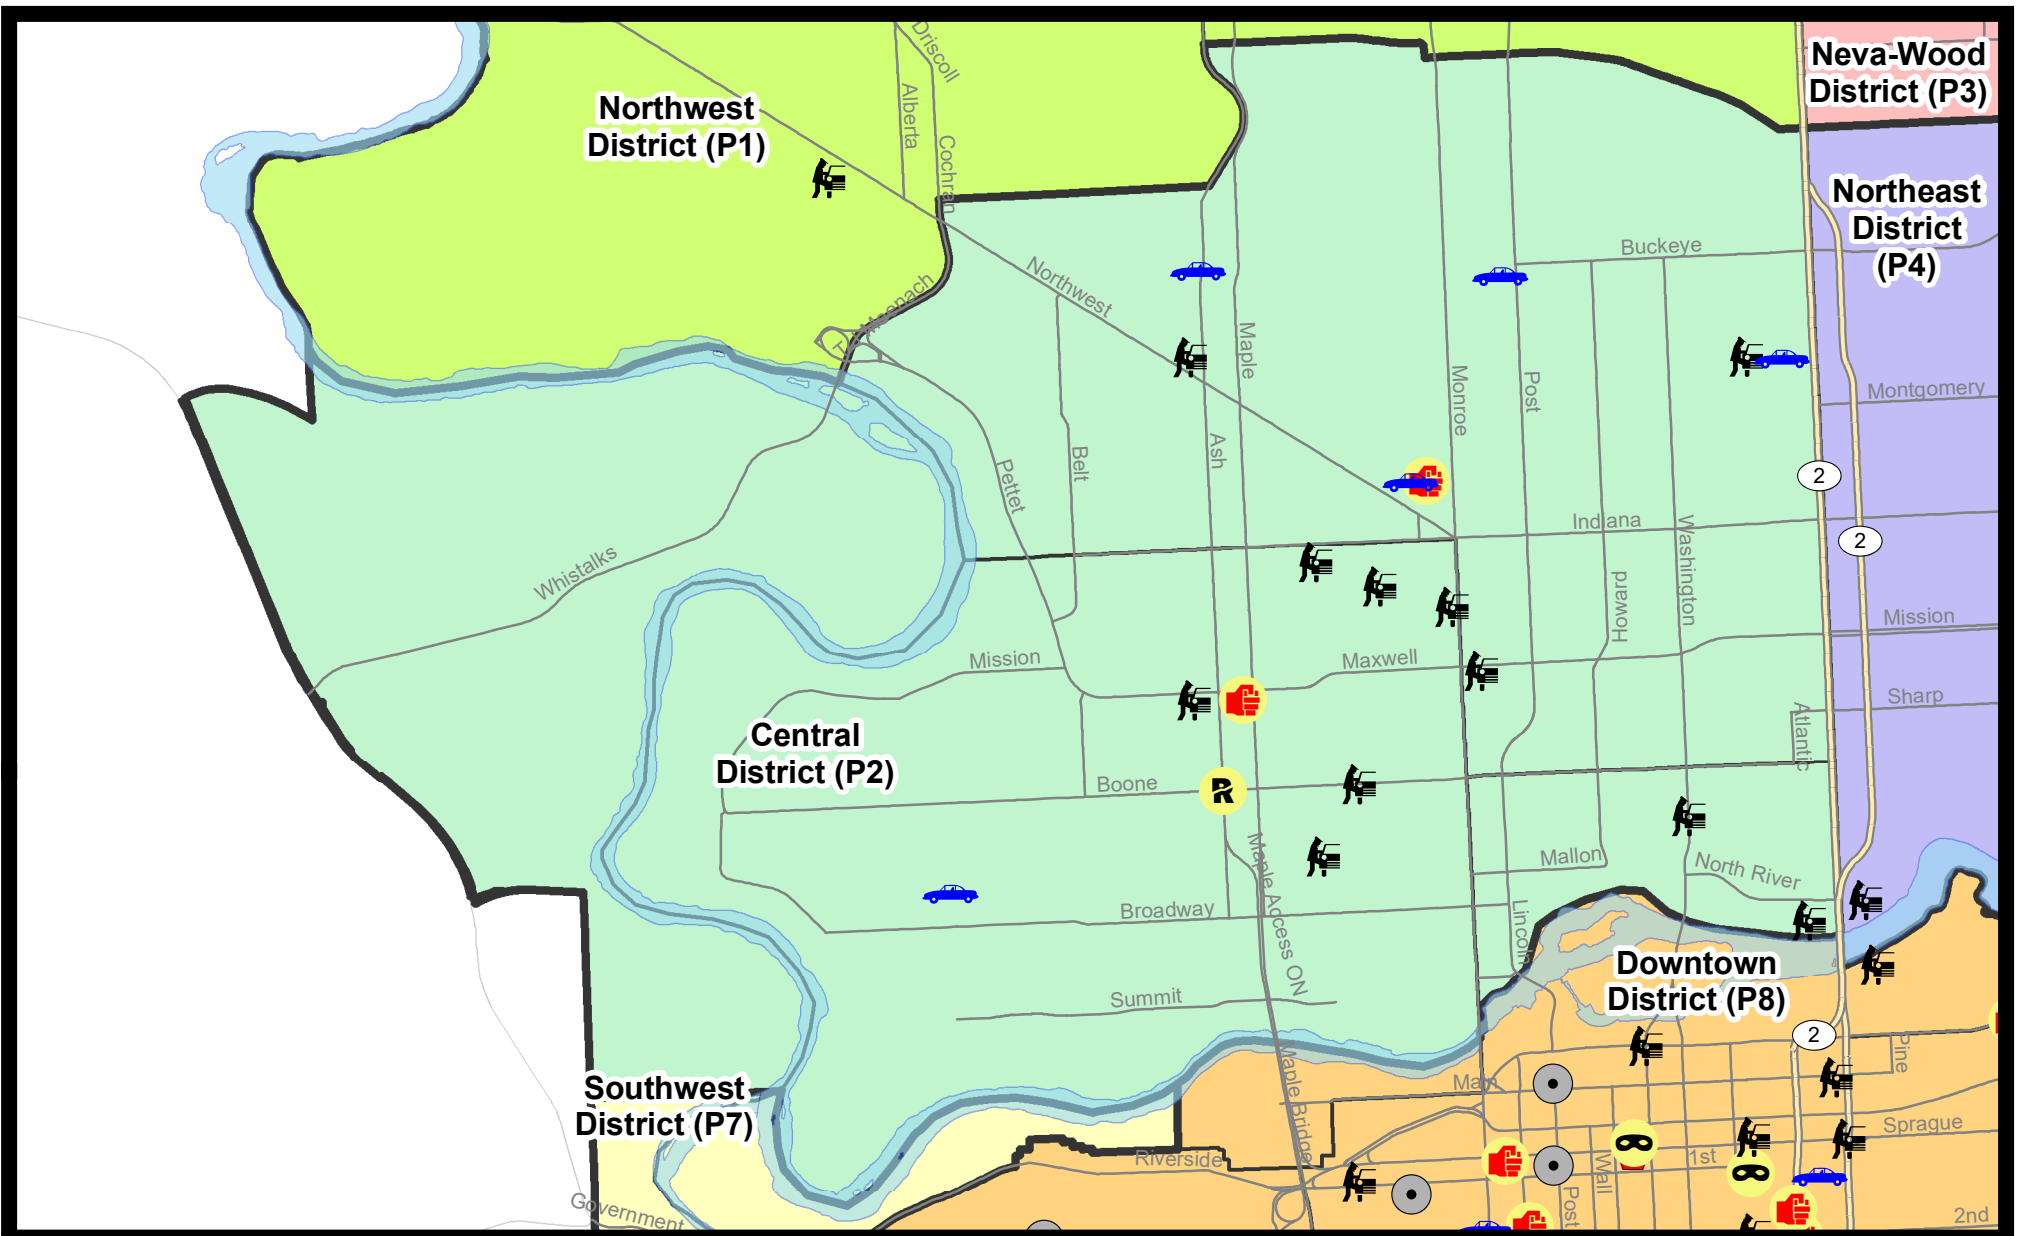 Neva-Wood
District (P3)
Northwest
District (P1)
Driscoll
Alberta
Cochran
Northeast
District
(P4)
Buckeye
Northwest
Maple
Monroe
Post
Montgomery
Ash
Belt
Pettet
2
Indiana
Washington
2
Whistalks
Howard
Mission
Mission
Maxwell
Sharp
Atlantic
Central
District (P2)
Boone
R
Maple Access ON
Mallon
North River
Broadway
Lincoln
Downtown
District (P8)
Summit
2
Pine
Maple Bridge
Main
Southwest
District (P7)
Sprague
Riverside
1st
Wall
Post
Government
2nd